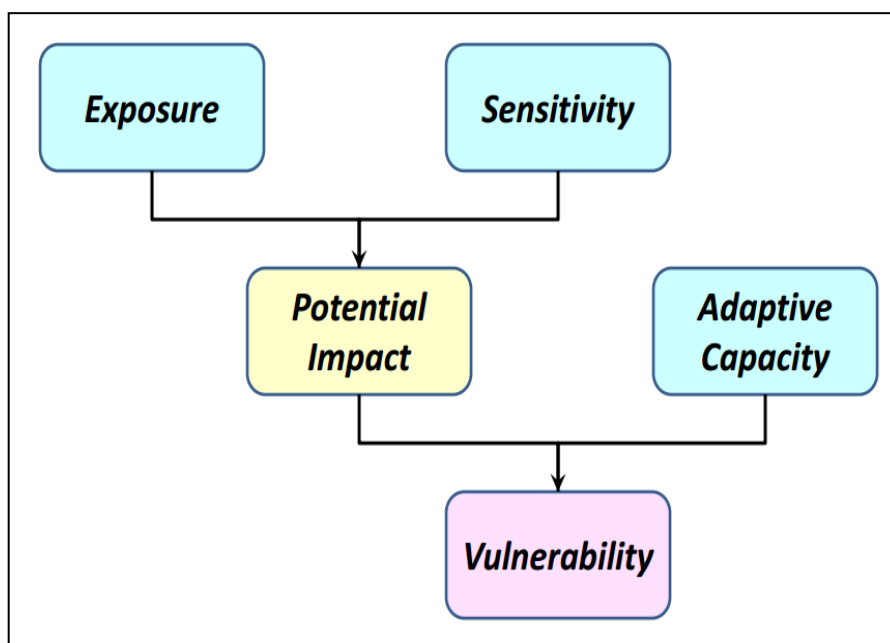 Exposure
Sensitivity
Potential
Impact
Adaptive
Capacity
Vulnerability